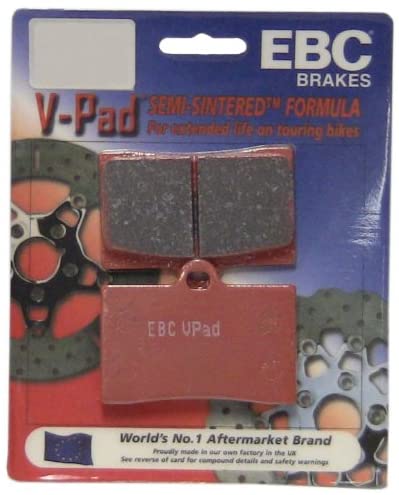 EBC
BRAKES
V-Pad SEMI-SINTERED™ FORMULA
For extended life on touring bikes
EBC VPad
World's No.1 Aftermarket Brand
Proudly made in our own factory in the UK
See reverse of card for compound details and safety warnings